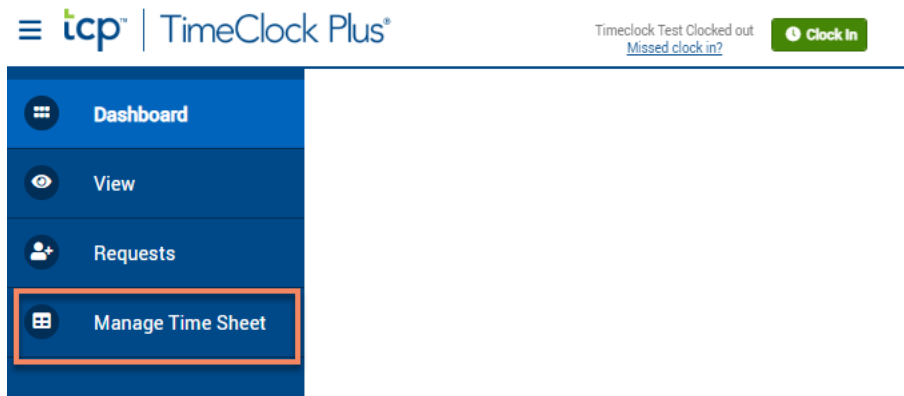 tcp™ TimeClock Plus®
Timeclock Test Clocked out
Missed clock in?
Clock In
Dashboard
View
Requests
Manage Time Sheet